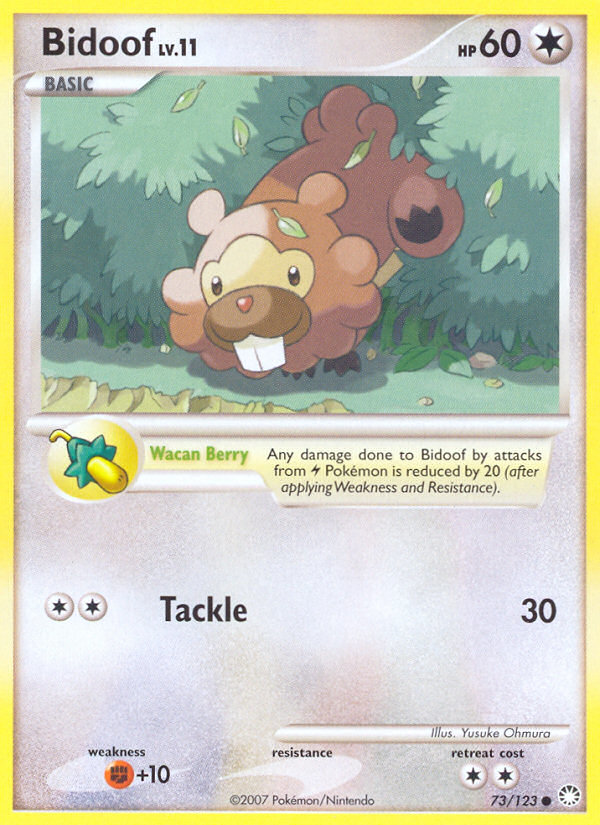 Bidoof LV.11 HP 60
BASIC
Wacan Berry
Any damage done to Bidoof by attacks
from Pokémon is reduced by 20 (after
applying Weakness and Resistance).
Tackle 30
Illus. Yusuke Ohmura
weakness resistance retreat cost
+10
©2007 Pokémon/Nintendo 73/123